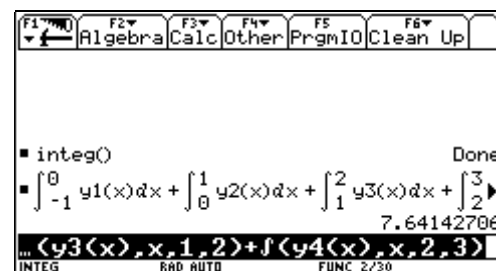 F1▼ F2▼ Algebra F3▼ Calc F4▼ Other F5 PrgmIO F6▼ Clean Up
▪ integ() Done
▪ ∫₋₁⁰ y1(x)dx + ∫₀¹ y2(x)dx + ∫₁² y3(x)dx + ∫₂³ ▶
7.64142706
…(y3(x),x,1,2)+∫(y4(x),x,2,3)
INTEG RAD AUTO FUNC 2/30